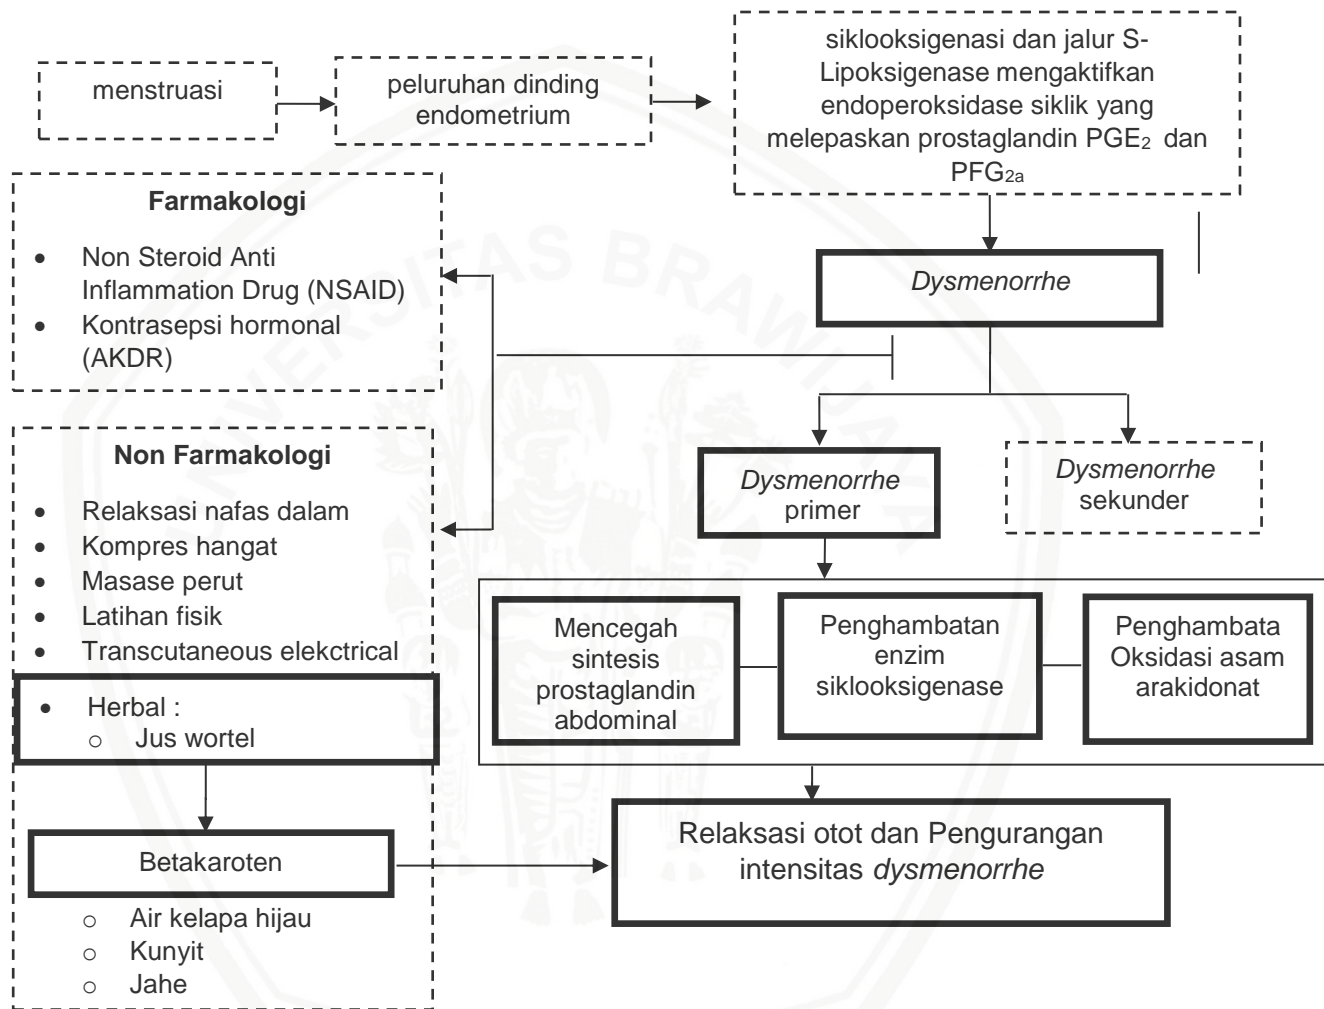 menstruasi
peluruhan dinding
endometrium
siklooksigenasi dan jalur S-
Lipoksigenase mengaktifkan
endoperoksidase siklik yang
melepaskan prostaglandin PGE₂ dan
PFG₂ₐ
Farmakologi
• Non Steroid Anti
Inflammation Drug (NSAID)
• Kontrasepsi hormonal
(AKDR)
Dysmenorrhe
Dysmenorrhe
primer
Dysmenorrhe
sekunder
Non Farmakologi
• Relaksasi nafas dalam
• Kompres hangat
• Masase perut
• Latihan fisik
• Transcutaneous elekctrical
• Herbal :
o Jus wortel
Betakaroten
o Air kelapa hijau
o Kunyit
o Jahe
Mencegah
sintesis
prostaglandin
abdominal
Penghambatan
enzim
siklooksigenase
Penghambata
Oksidasi asam
arakidonat
Relaksasi otot dan Pengurangan
intensitas dysmenorrhe
UNIVERSITAS BRAWIJAYA